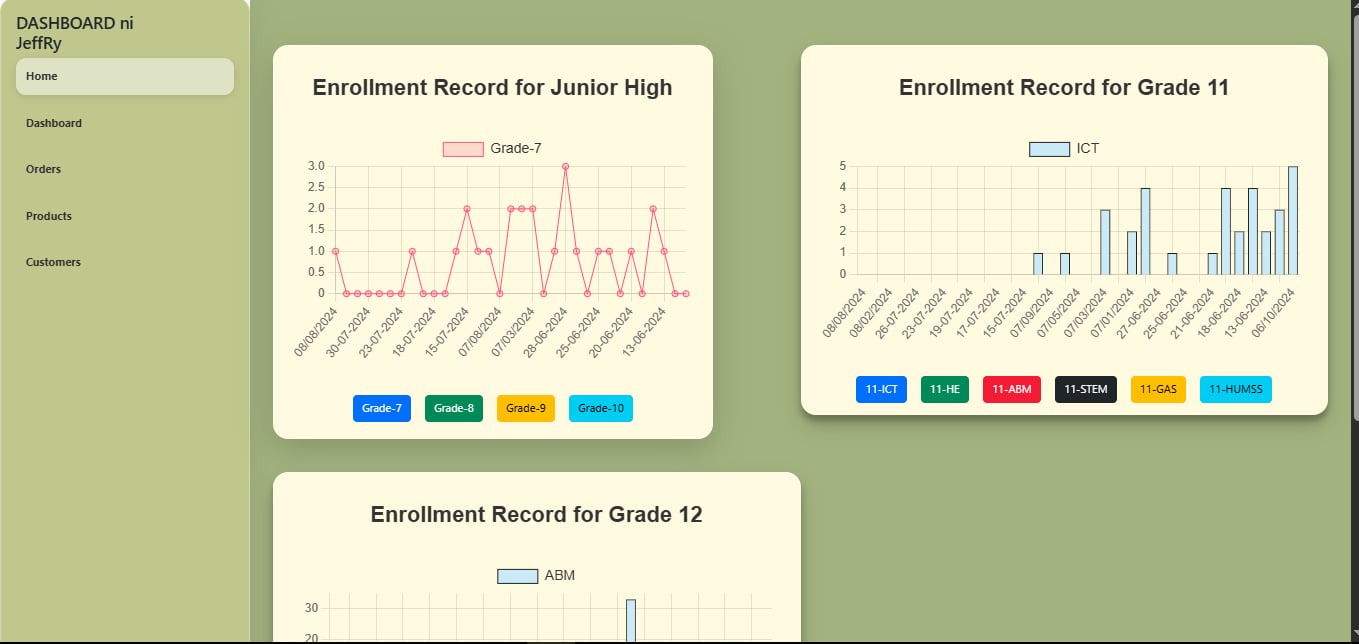 DASHBOARD ni
JeffRy
Home
Dashboard
Orders
Products
Customers
Enrollment Record for Junior High
Grade-7
3.0
2.5
2.0
1.5
1.0
0.5
0
08/08/2024
30-07-2024
23-07-2024
18-07-2024
15-07-2024
07/08/2024
07/03/2024
28-06-2024
25-06-2024
20-06-2024
13-06-2024
Grade-7
Grade-8
Grade-9
Grade-10
Enrollment Record for Grade 11
ICT
5
4
3
2
1
0
08/08/2024
08/02/2024
26-07-2024
23-07-2024
19-07-2024
17-07-2024
15-07-2024
07/09/2024
07/05/2024
07/03/2024
07/01/2024
27-06-2024
25-06-2024
21-06-2024
18-06-2024
13-06-2024
06/10/2024
11-ICT
11-HE
11-ABM
11-STEM
11-GAS
11-HUMSS
Enrollment Record for Grade 12
ABM
30
20